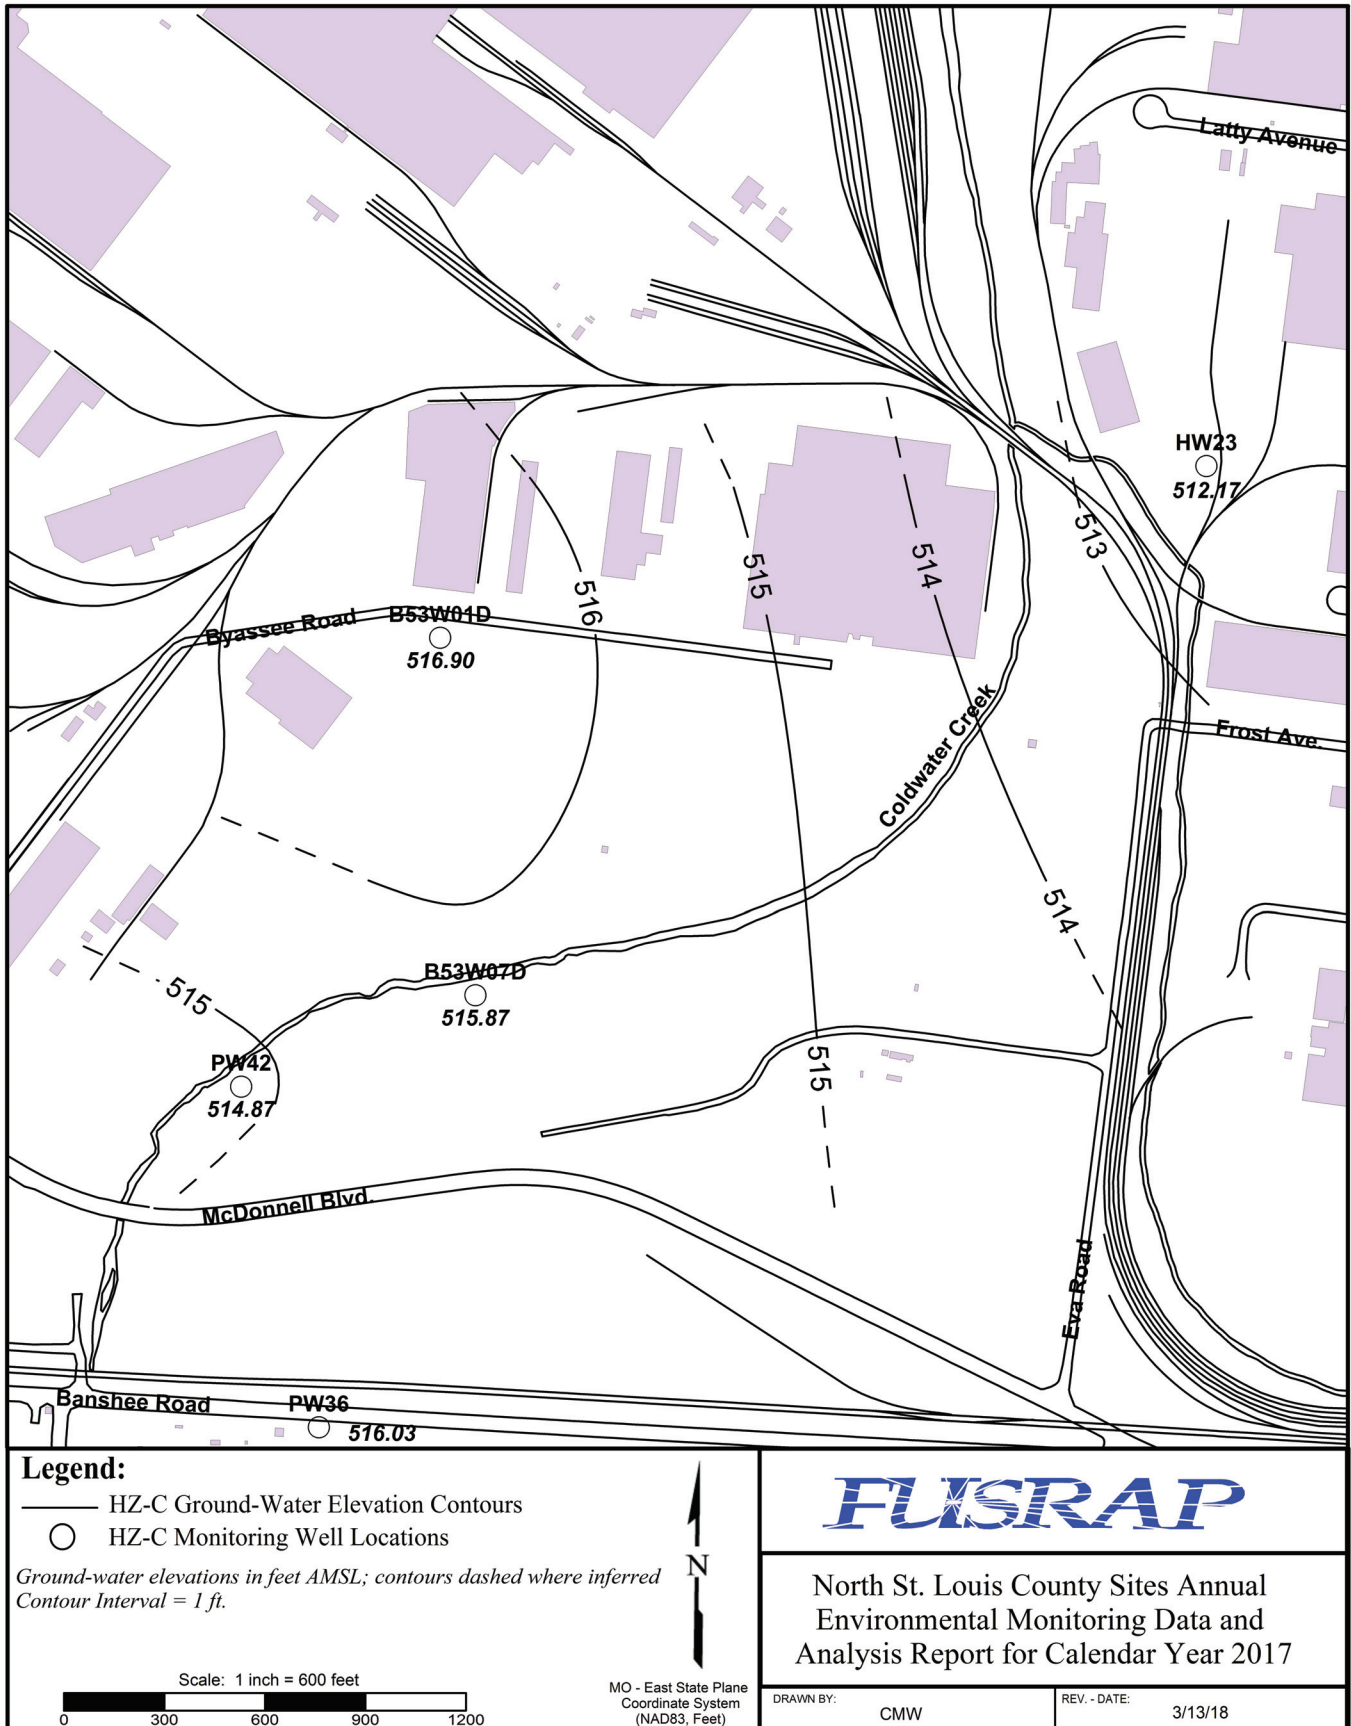 Latty Avenue
HW23
512.17
513
514
515
516
Byassee Road
B53W01D
516.90
Coldwater Creek
Frost Ave.
514
B53W07D
515.87
515
PW42
514.87
515
McDonnell Blvd.
Eva Road
Banshee Road
PW36
516.03
Legend:
HZ-C Ground-Water Elevation Contours
HZ-C Monitoring Well Locations
Ground-water elevations in feet AMSL; contours dashed where inferred
Contour Interval = 1 ft.
Scale: 1 inch = 600 feet
0 300 600 900 1200
N
MO - East State Plane
Coordinate System
(NAD83, Feet)
FUSRAP
North St. Louis County Sites Annual
Environmental Monitoring Data and
Analysis Report for Calendar Year 2017
DRAWN BY:
CMW
REV. - DATE:
3/13/18